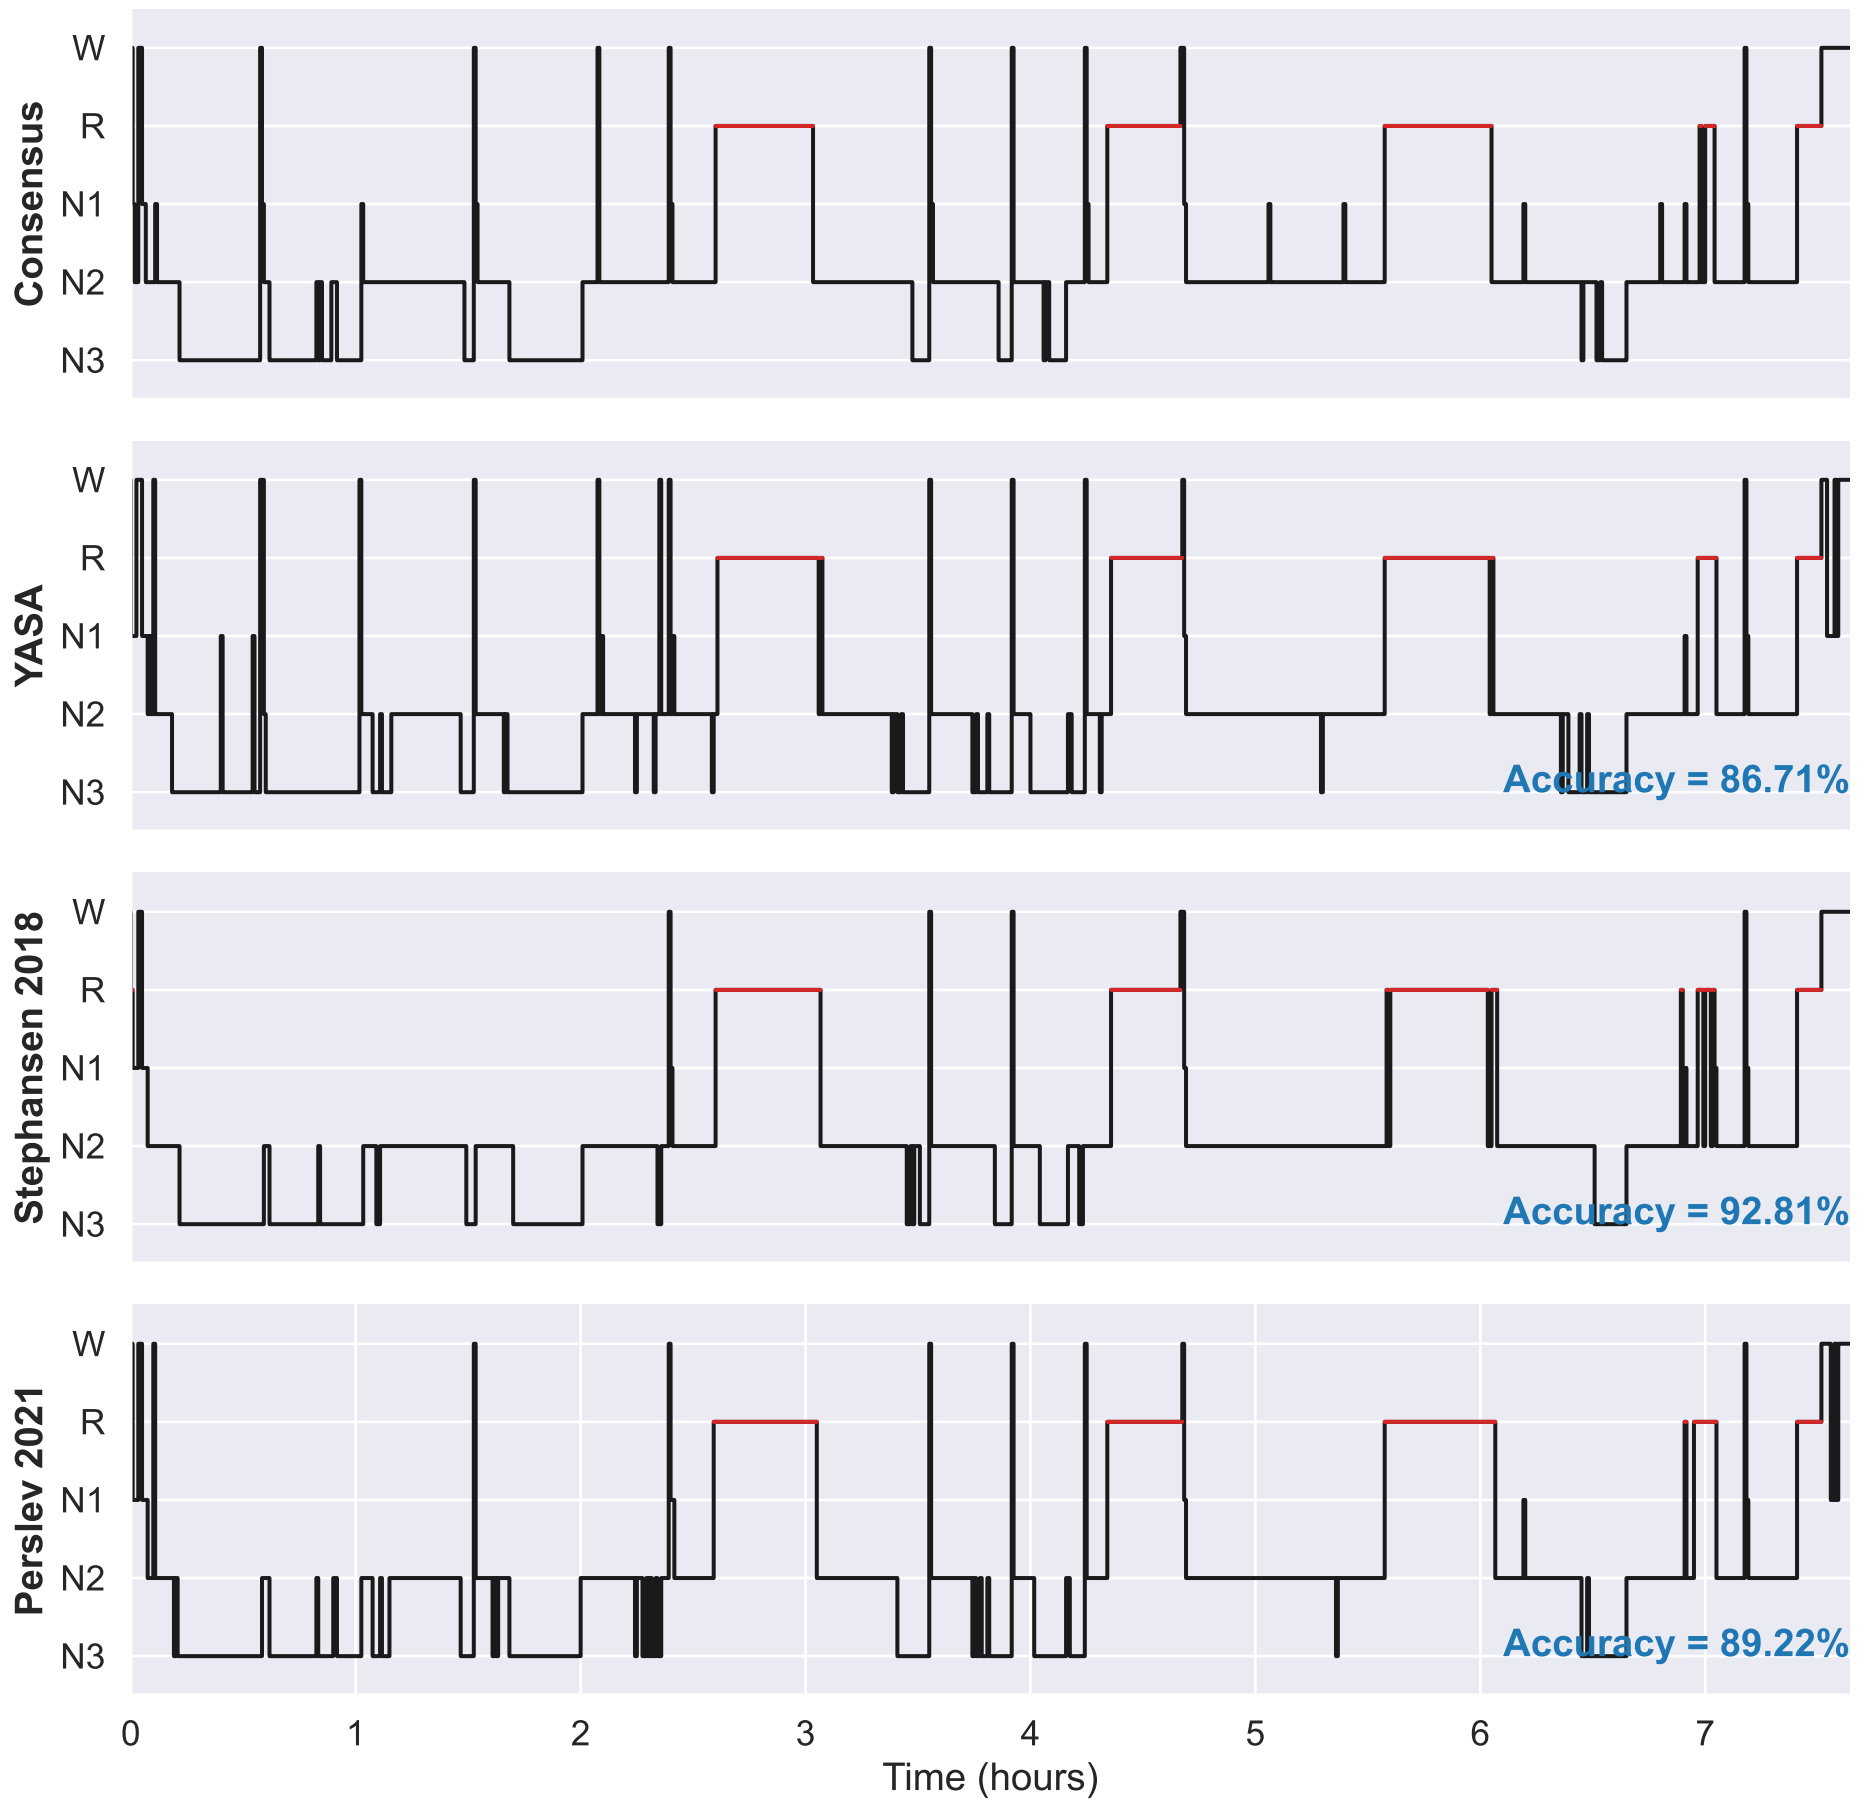 Consensus
W
R
N1
N2
N3
YASA
W
R
N1
N2
N3
Accuracy = 86.71%
Stephansen 2018
W
R
N1
N2
N3
Accuracy = 92.81%
Perslev 2021
W
R
N1
N2
N3
Accuracy = 89.22%
0 1 2 3 4 5 6 7
Time (hours)